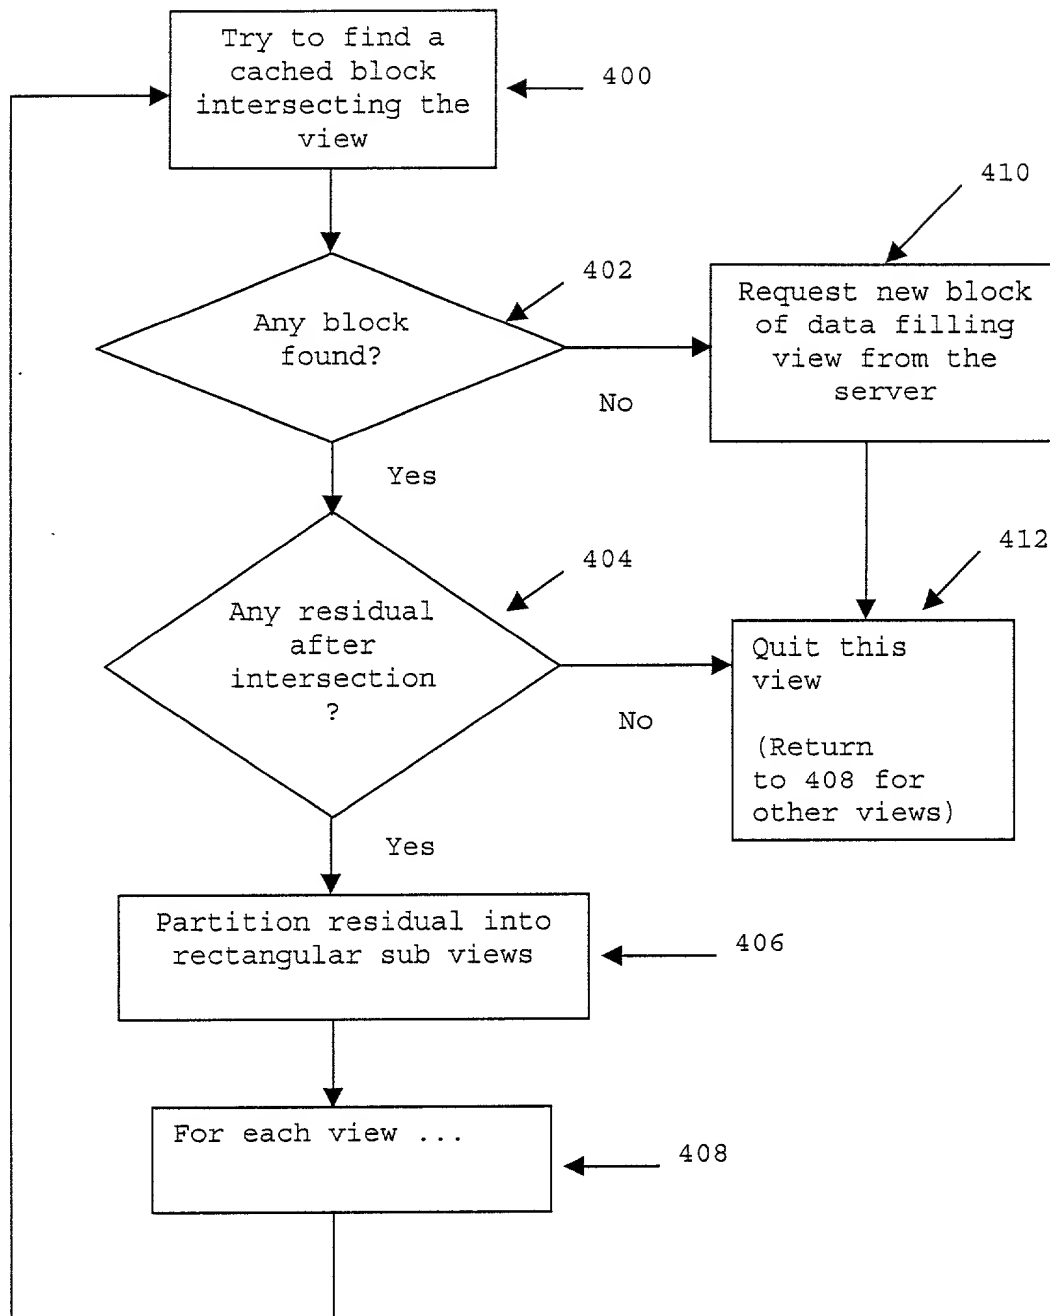 Try to find a
cached block
intersecting the
view
400
410
402
Any block
found?
Request new block
of data filling
view from the
server
No
Yes
412
404
Any residual
after
intersection
?
Quit this
view
(Return
to 408 for
other views)
No
Yes
Partition residual into
rectangular sub views
406
For each view ...
408